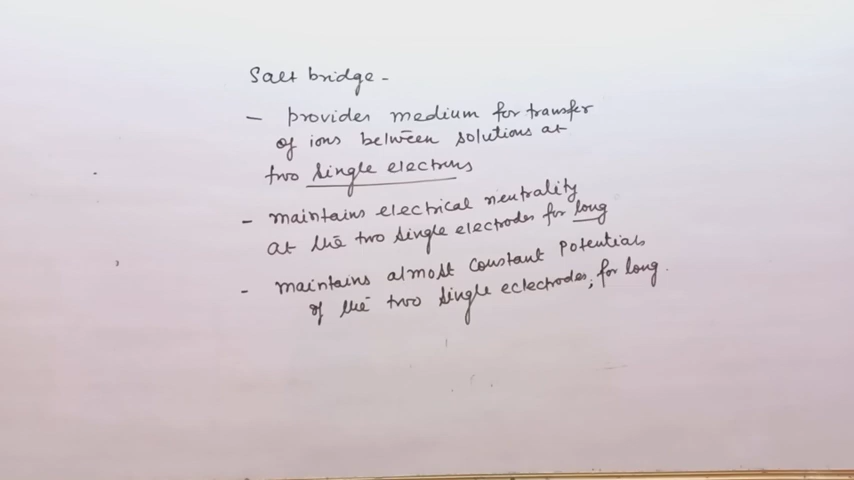 Salt bridge -
- provides medium for transfer
of ions between solutions at
two single electrons
- maintains electrical neutrality
at the two single electrodes for long
- maintains almost constant potentials
of the two single eclectrodes, for long.